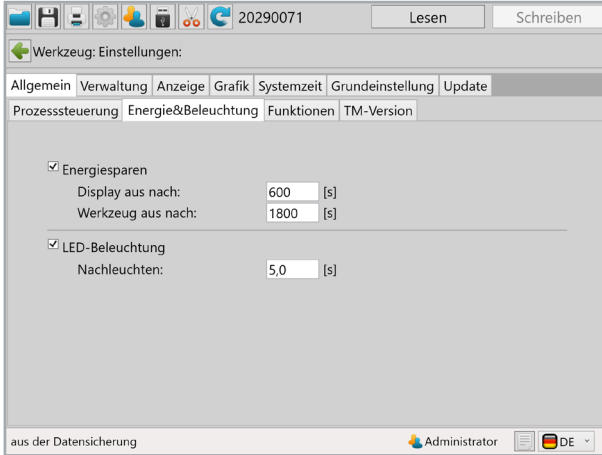 20290071 Lesen Schreiben
Werkzeug: Einstellungen:
Allgemein Verwaltung Anzeige Grafik Systemzeit Grundeinstellung Update
Prozesssteuerung Energie&Beleuchtung Funktionen TM-Version
Energiesparen
Display aus nach: 600 [s]
Werkzeug aus nach: 1800 [s]
LED-Beleuchtung
Nachleuchten: 5,0 [s]
aus der Datensicherung Administrator DE